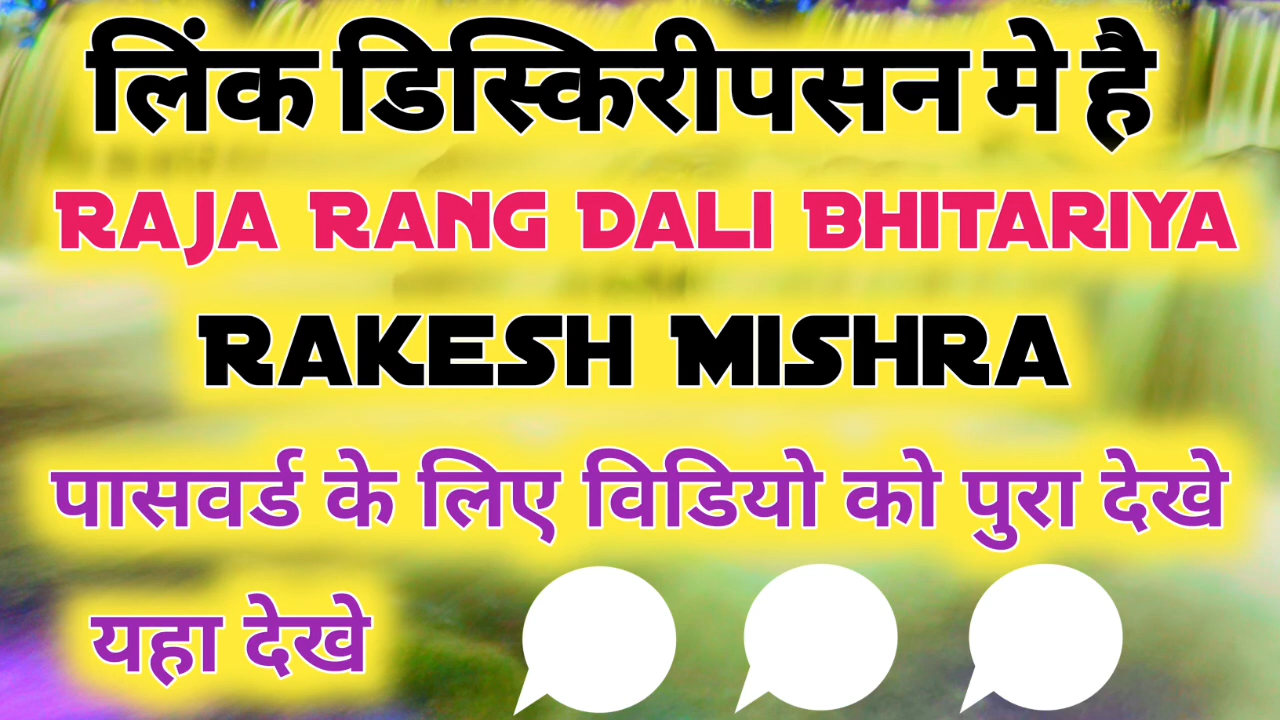 लिंक डिस्किरीपसन मे है
RAJA RANG DALI BHITARIYA
RAKESH MISHRA
पासवर्ड के लिए विडियो को पुरा देखे
यहा देखे